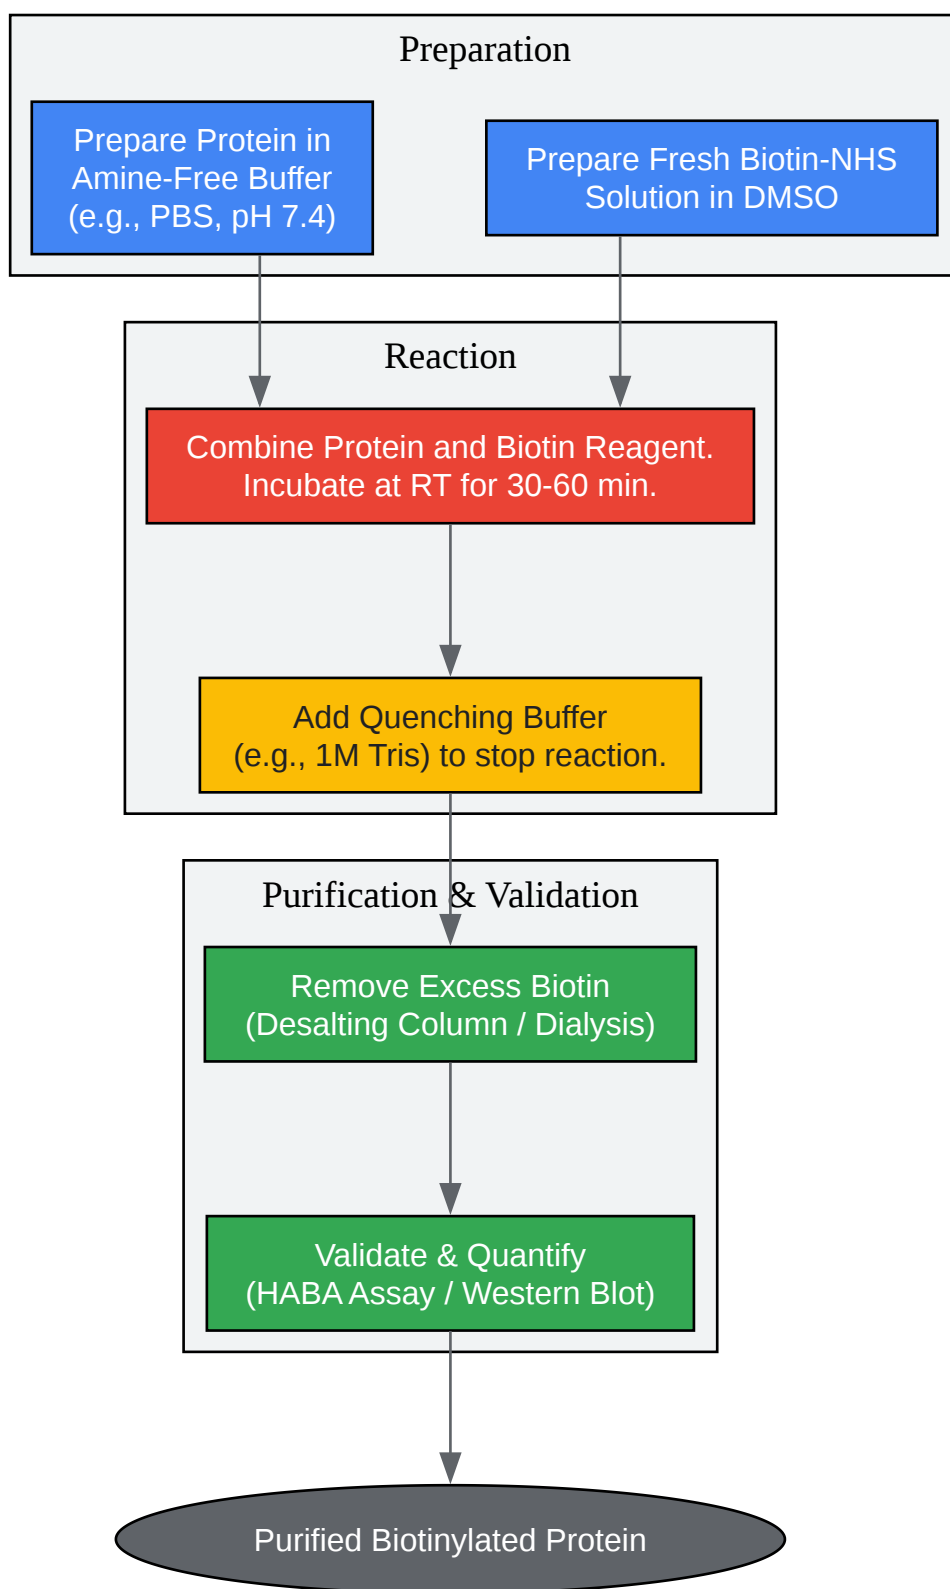 Preparation
Prepare Protein in
Amine-Free Buffer
(e.g., PBS, pH 7.4)
Prepare Fresh Biotin-NHS
Solution in DMSO
Reaction
Combine Protein and Biotin Reagent.
Incubate at RT for 30-60 min.
Add Quenching Buffer
(e.g., 1M Tris) to stop reaction.
Purification & Validation
Remove Excess Biotin
(Desalting Column / Dialysis)
Validate & Quantify
(HABA Assay / Western Blot)
Purified Biotinylated Protein